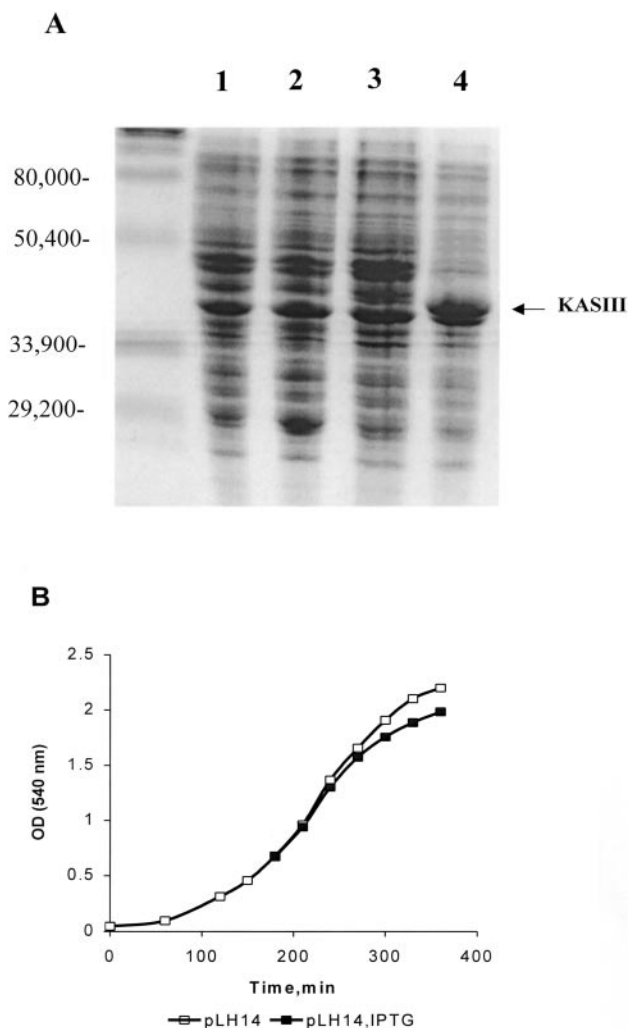 A
1 2 3 4
80,000-
50,400-
KASIII
33,900-
29,200-
B
2.5
2
1.5
1
0.5
0
OD (540 nm)
0 100 200 300 400
Time,min
pLH14 pLH14,IPTG